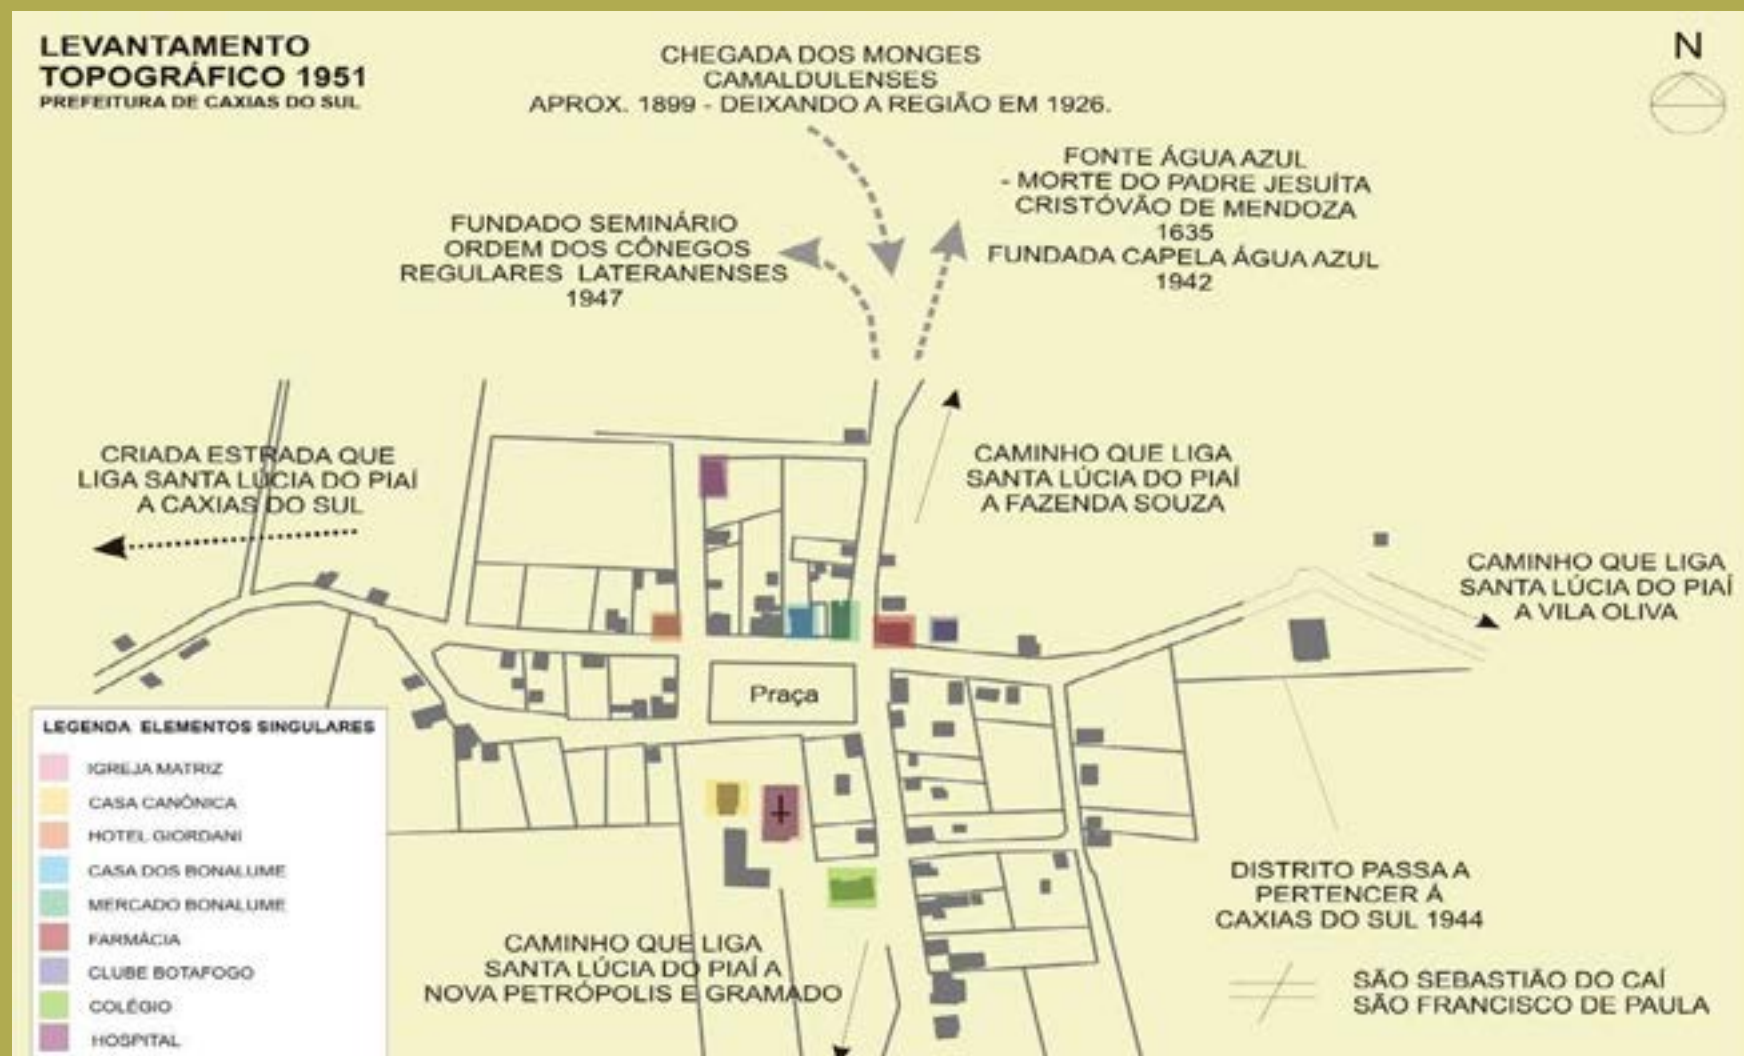 LEVANTAMENTO
TOPOGRÁFICO 1951
PREFEITURA DE CAXIAS DO SUL
CHEGADA DOS MONGES
CAMALDULENSES
APROX. 1899 - DEIXANDO A REGIÃO EM 1926.
N
FONTE ÁGUA AZUL
- MORTE DO PADRE JESUÍTA
CRISTÓVÃO DE MENDOZA
1635
FUNDADA CAPELA ÁGUA AZUL
1942
FUNDADO SEMINÁRIO
ORDEM DOS CÔNEGOS
REGULARES LATERANENSES
1947
CRIADA ESTRADA QUE
LIGA SANTA LÚCIA DO PIAÍ
A CAXIAS DO SUL
CAMINHO QUE LIGA
SANTA LÚCIA DO PIAÍ
A FAZENDA SOUZA
CAMINHO QUE LIGA
SANTA LÚCIA DO PIAÍ
A VILA OLIVA
Praça
LEGENDA ELEMENTOS SINGULARES
IGREJA MATRIZ
CASA CANÔNICA
HOTEL GIORDANI
CASA DOS BONALUME
MERCADO BONALUME
FARMÁCIA
CLUBE BOTAFOGO
COLÉGIO
HOSPITAL
CAMINHO QUE LIGA
SANTA LÚCIA DO PIAÍ A
NOVA PETRÓPOLIS E GRAMADO
DISTRITO PASSA A
PERTENCER Á
CAXIAS DO SUL 1944
SÃO SEBASTIÃO DO CAÍ
SÃO FRANCISCO DE PAULA